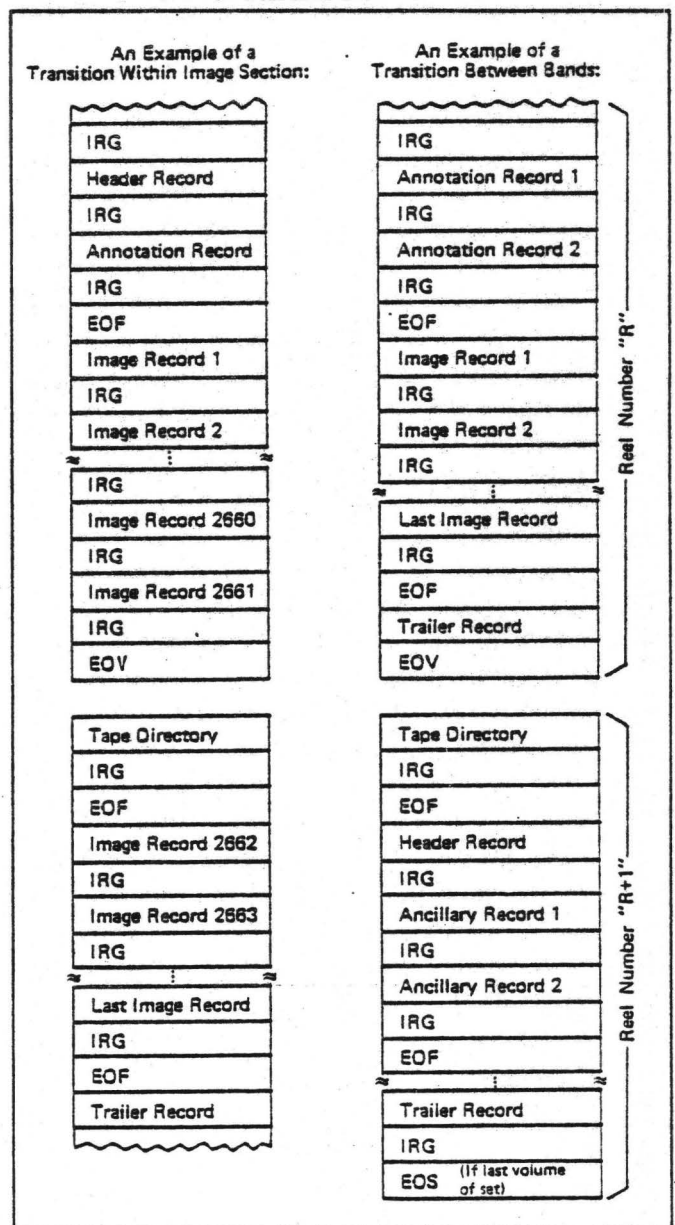 An Example of a
Transition Within Image Section:
IRG
Header Record
IRG
Annotation Record
IRG
EOF
Image Record 1
IRG
Image Record 2
IRG
Image Record 2660
IRG
Image Record 2661
IRG
EOV
Tape Directory
IRG
EOF
Image Record 2662
IRG
Image Record 2663
IRG
Last Image Record
IRG
EOF
Trailer Record
An Example of a
Transition Between Bands:
IRG
Annotation Record 1
IRG
Annotation Record 2
IRG
EOF
Image Record 1
IRG
Image Record 2
IRG
Last Image Record
IRG
EOF
Trailer Record
EOV
Reel Number "R"
Tape Directory
IRG
EOF
Header Record
IRG
Ancillary Record 1
IRG
Ancillary Record 2
IRG
EOF
Trailer Record
IRG
EOS (If last volume
of set)
Reel Number "R+1"